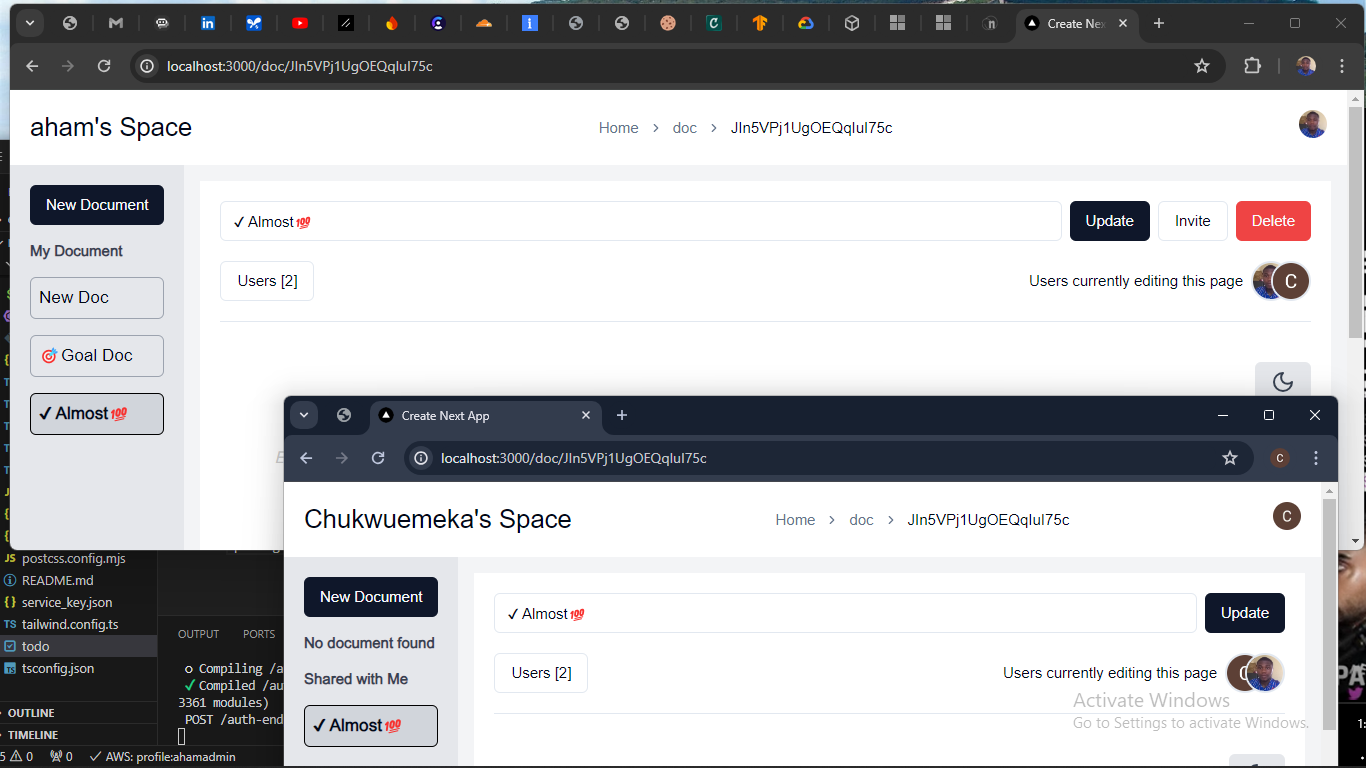 Create Nex
localhost:3000/doc/JIn5VPj1UgOEQqIuI75c
aham's Space
Home > doc > JIn5VPj1UgOEQqIuI75c
New Document
My Document
New Doc
🎯 Goal Doc
✔ Almost💯
✔ Almost💯
Update
Invite
Delete
Users [2]
Users currently editing this page
C
Create Next App
localhost:3000/doc/JIn5VPj1UgOEQqIuI75c
C
Chukwuemeka's Space
Home > doc > JIn5VPj1UgOEQqIuI75c
C
New Document
No document found
Shared with Me
✔ Almost💯
✔ Almost💯
Update
Users [2]
Users currently editing this page
Activate Windows
Go to Settings to activate Windows.
postcss.config.mjs
README.md
service_key.json
tailwind.config.ts
todo
tsconfig.json
OUTLINE
TIMELINE
OUTPUT
PORTS
○ Compiling /a
✓ Compiled /au
3361 modules)
POST /auth-end
5 0 0 AWS: profile:ahamadmin